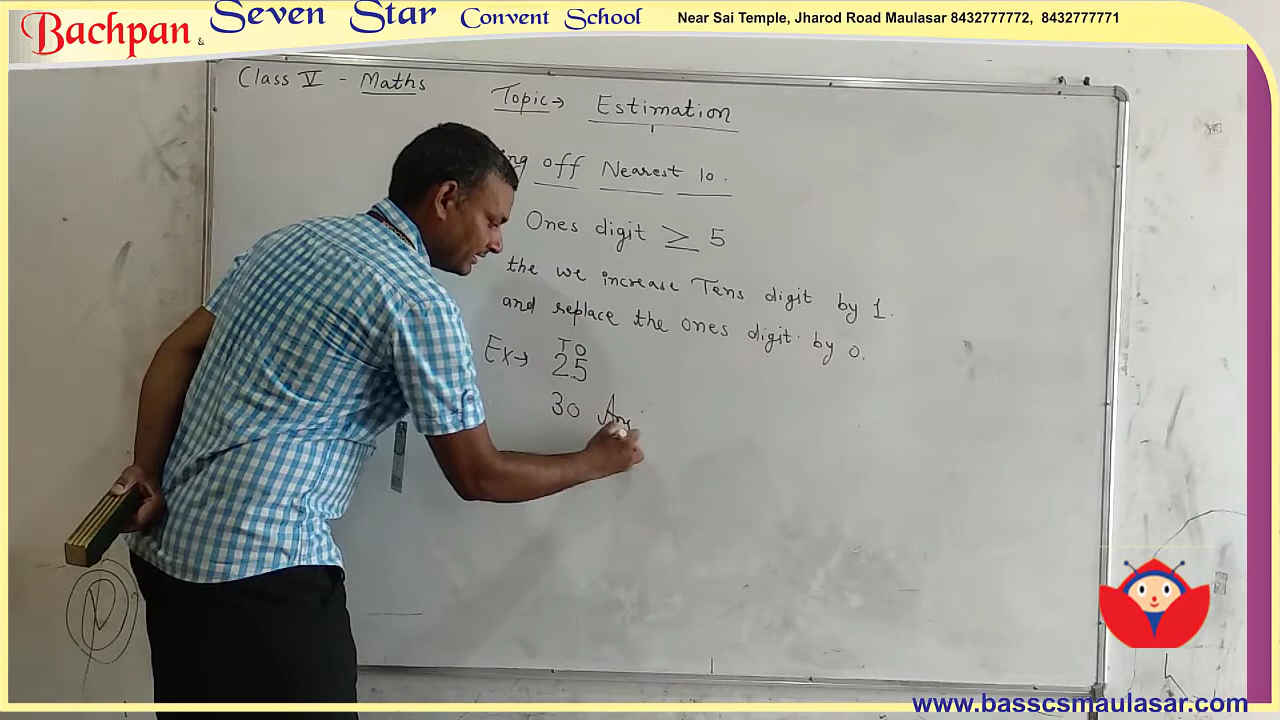 Bachpan & Seven Star Convent School Near Sai Temple, Jharod Road Maulasar 8432777772, 8432777771
Class V - Maths
Topic → Estimation
ng off Nearest 10.
Ones digit ≥ 5
the we increase Tens digit by 1.
and replace the ones digit by 0.
T O
Ex → 25
30 Ans
www.basscsmaulasar.com